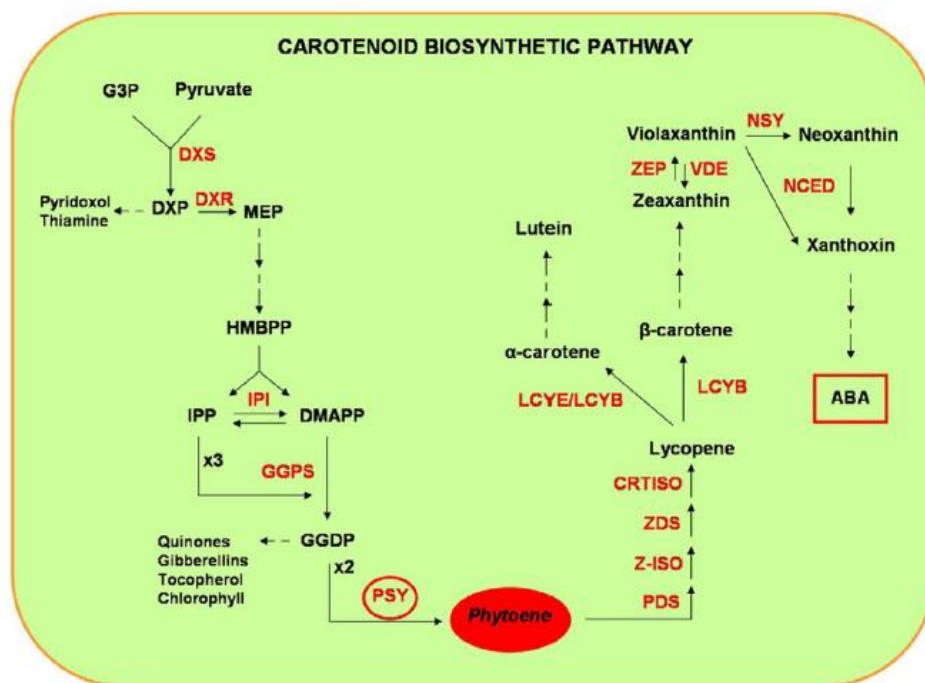 CAROTENOID BIOSYNTHETIC PATHWAY
G3P Pyruvate
DXS
Pyridoxol
Thiamine
DXP
DXR
MEP
HMBPP
IPP
IPI
DMAPP
x3
GGPS
Quinones
Gibberellins
Tocopherol
Chlorophyll
GGDP
x2
PSY
Phytoene
PDS
Z-ISO
ZDS
CRTISO
Lycopene
LCYE/LCYB
LCYB
α-carotene
β-carotene
Lutein
Zeaxanthin
ZEP
VDE
Violaxanthin
NSY
Neoxanthin
NCED
Xanthoxin
ABA